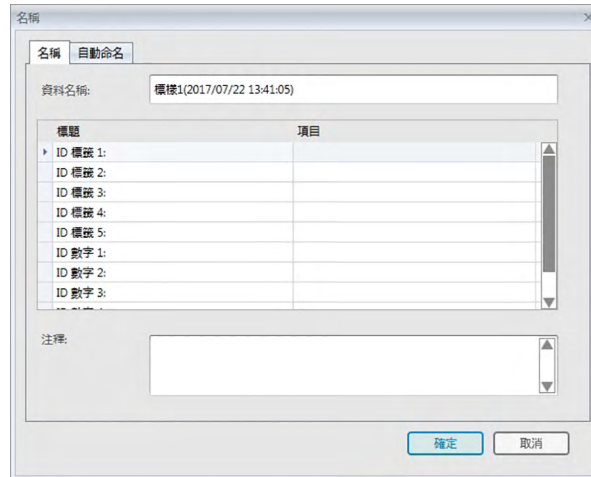 名稱
名稱 自動命名
資料名稱: 標樣1(2017/07/22 13:41:05)
標題 項目
ID 標籤 1:
ID 標籤 2:
ID 標籤 3:
ID 標籤 4:
ID 標籤 5:
ID 數字 1:
ID 數字 2:
ID 數字 3:
注釋:
確定 取消